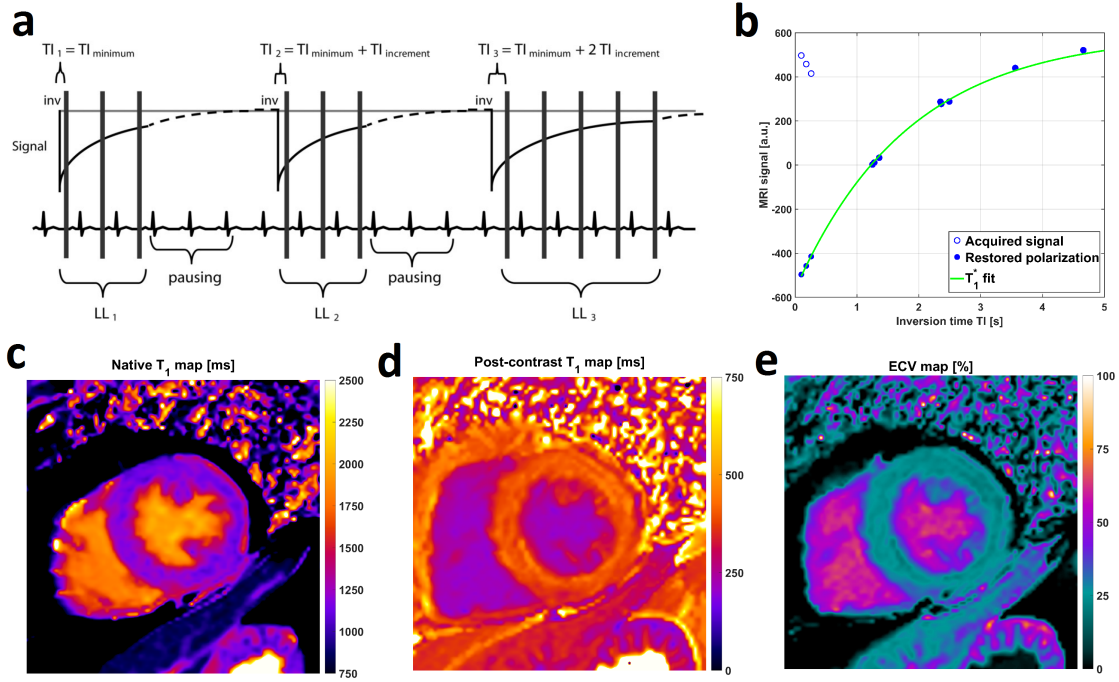 a
TI 1 = TI minimum
TI 2 = TI minimum + TI increment
TI 3 = TI minimum + 2 TI increment
inv
inv
inv
Signal
pausing
pausing
LL 1
LL 2
LL 3
b
600
400
200
0
-200
-400
-600
MRI signal [a.u.]
0
1
2
3
4
5
Inversion time TI [s]
Acquired signal
Restored polarization
T1* fit
c
Native T1 map [ms]
2500
2250
2000
1750
1500
1250
1000
750
d
Post-contrast T1 map [ms]
750
500
250
0
e
ECV map [%]
100
75
50
25
0